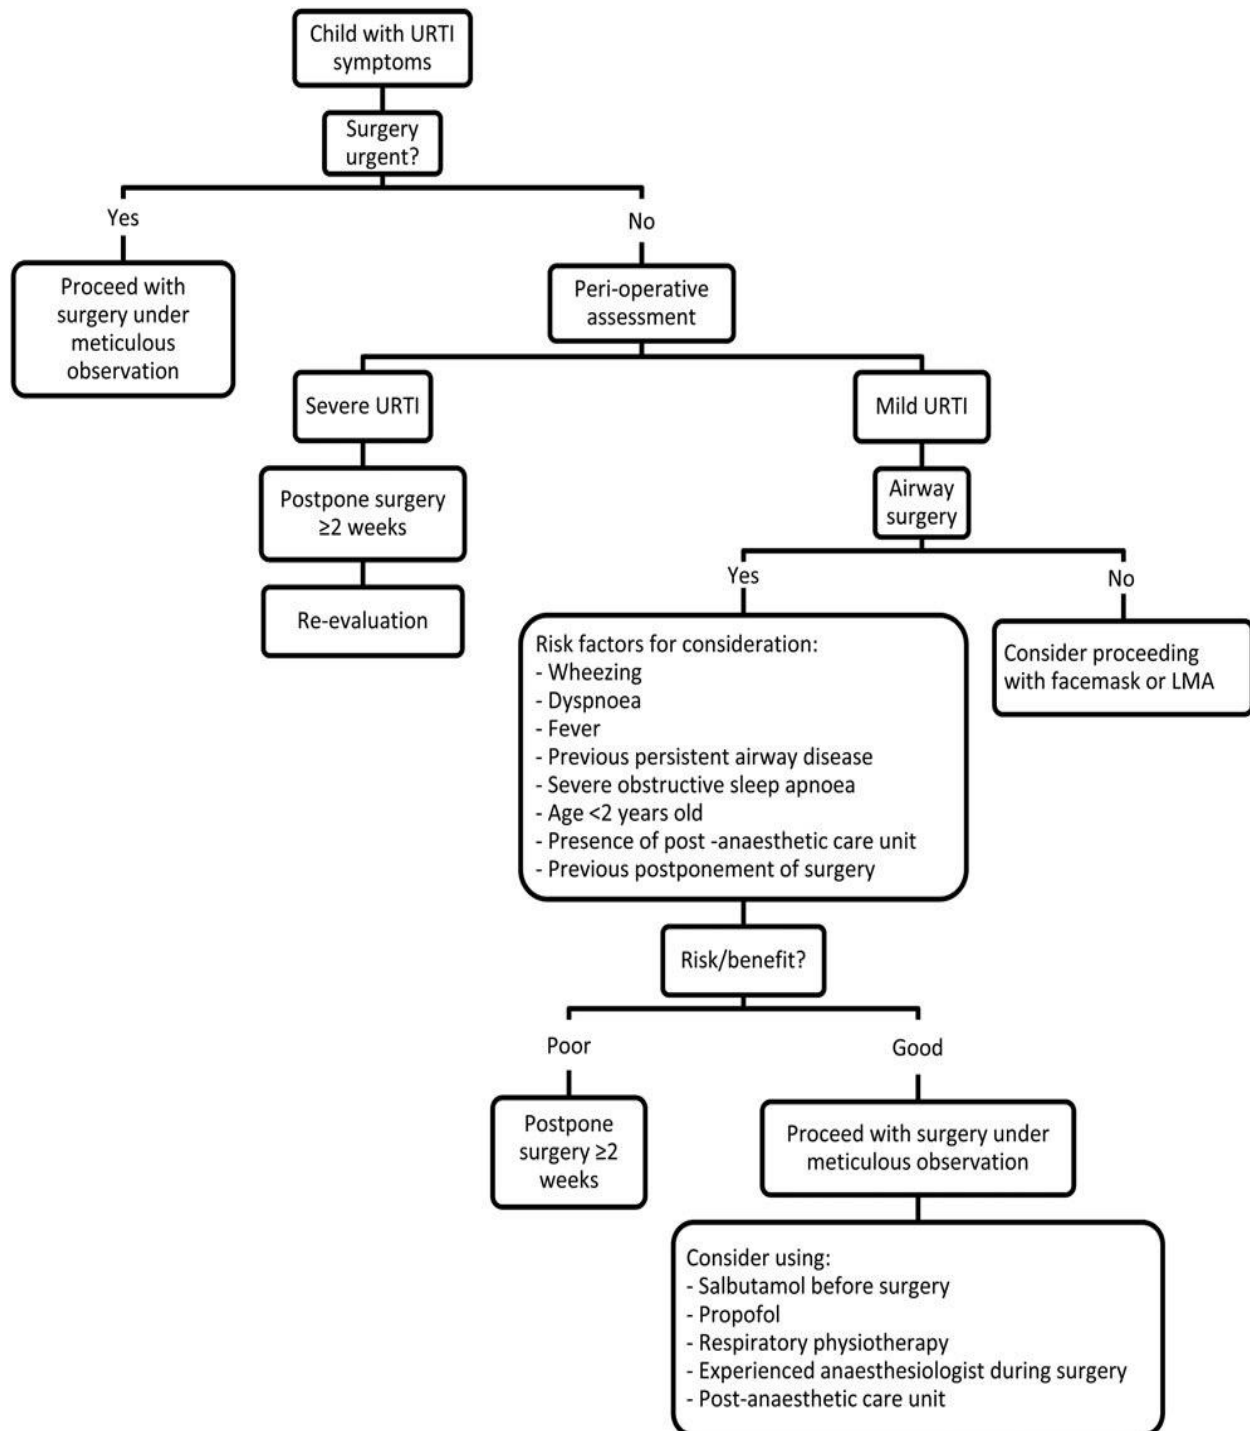 Child with URTI
symptoms
Surgery
urgent?
Yes
No
Proceed with
surgery under
meticulous
observation
Peri-operative
assessment
Severe URTI
Mild URTI
Postpone surgery
≥2 weeks
Airway
surgery
Re-evaluation
Yes
No
Risk factors for consideration:
- Wheezing
- Dyspnoea
- Fever
- Previous persistent airway disease
- Severe obstructive sleep apnoea
- Age <2 years old
- Presence of post -anaesthetic care unit
- Previous postponement of surgery
Consider proceeding
with facemask or LMA
Risk/benefit?
Poor
Good
Postpone
surgery ≥2
weeks
Proceed with surgery under
meticulous observation
Consider using:
- Salbutamol before surgery
- Propofol
- Respiratory physiotherapy
- Experienced anaesthesiologist during surgery
- Post-anaesthetic care unit